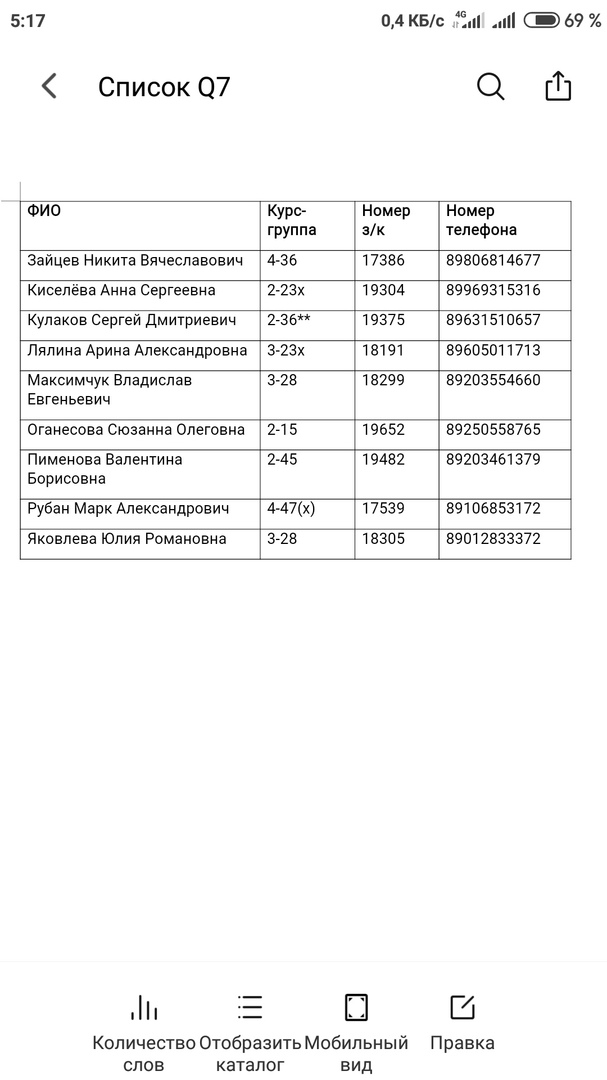 5:17 0,4 КБ/с 4G 69 %
Список Q7
ФИО Курс-группа Номер з/к Номер телефона
Зайцев Никита Вячеславович 4-36 17386 89806814677
Киселёва Анна Сергеевна 2-23х 19304 89969315316
Кулаков Сергей Дмитриевич 2-36** 19375 89631510657
Лялина Арина Александровна 3-23х 18191 89605011713
Максимчук Владислав Евгеньевич 3-28 18299 89203554660
Оганесова Сюзанна Олеговна 2-15 19652 89250558765
Пименова Валентина Борисовна 2-45 19482 89203461379
Рубан Марк Александрович 4-47(х) 17539 89106853172
Яковлева Юлия Романовна 3-28 18305 89012833372
Количество слов
Отобразить каталог
Мобильный вид
Правка